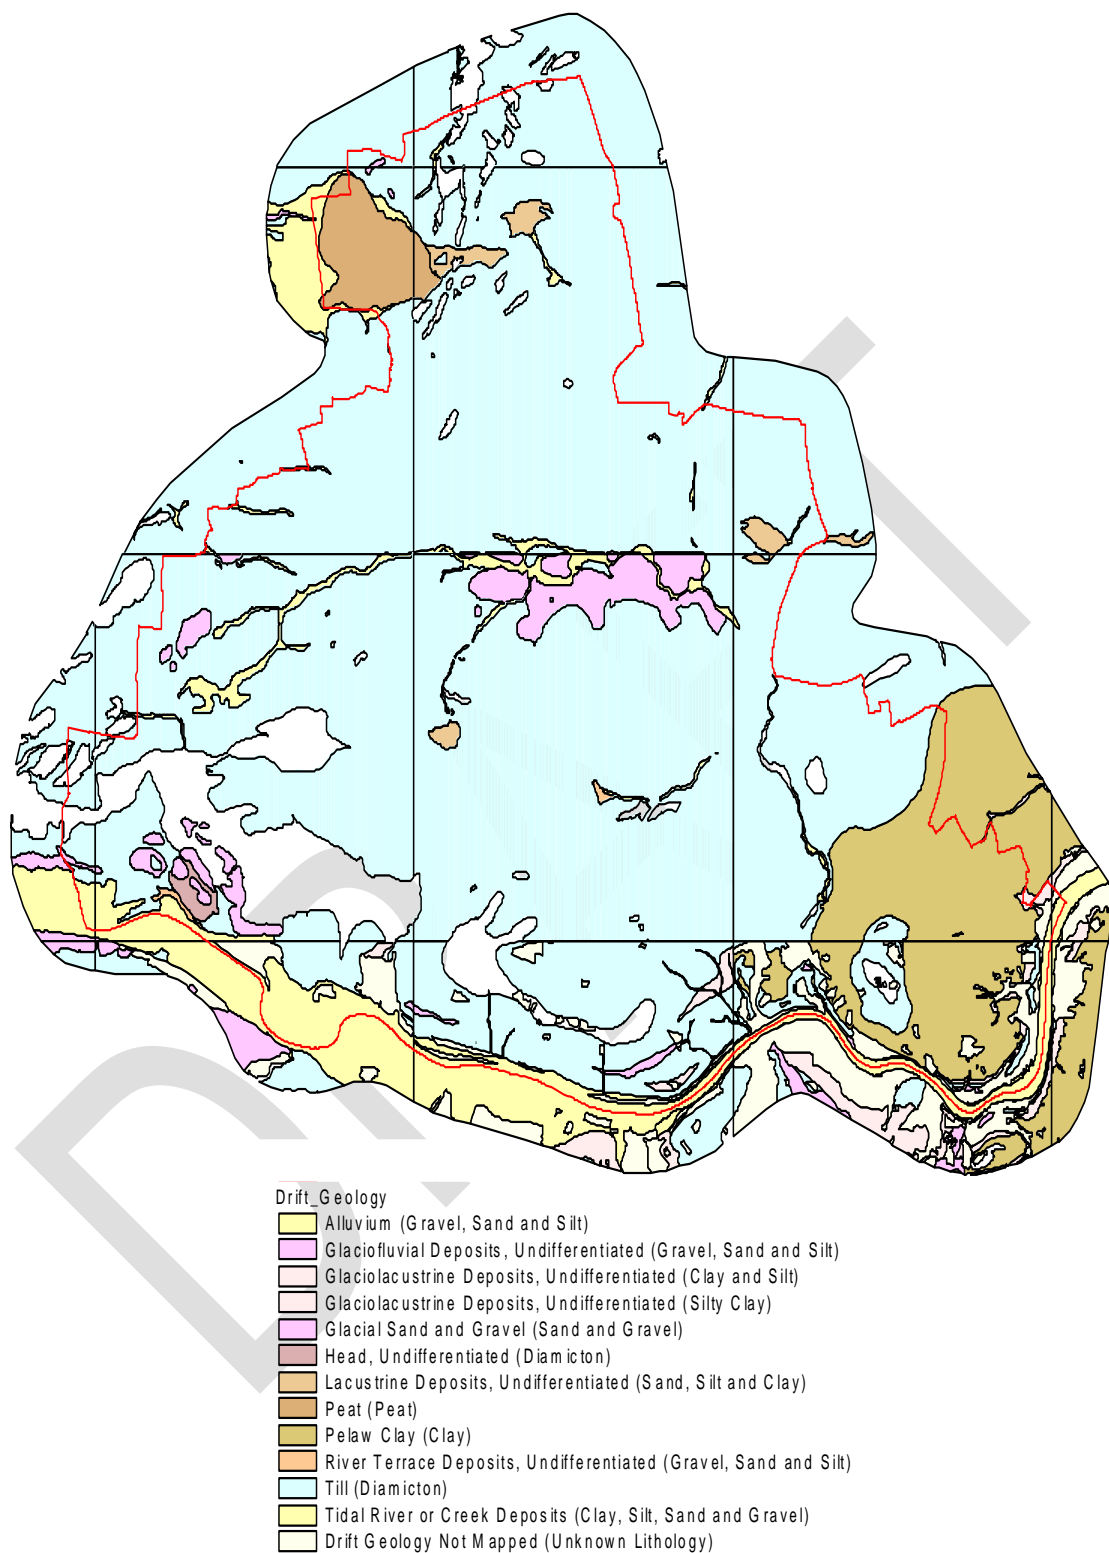 DRAFT
Drift_Geology
Alluvium (Gravel, Sand and Silt)
Glaciofluvial Deposits, Undifferentiated (Gravel, Sand and Silt)
Glaciolacustrine Deposits, Undifferentiated (Clay and Silt)
Glaciolacustrine Deposits, Undifferentiated (Silty Clay)
Glacial Sand and Gravel (Sand and Gravel)
Head, Undifferentiated (Diamicton)
Lacustrine Deposits, Undifferentiated (Sand, Silt and Clay)
Peat (Peat)
Pelaw Clay (Clay)
River Terrace Deposits, Undifferentiated (Gravel, Sand and Silt)
Till (Diamicton)
Tidal River or Creek Deposits (Clay, Silt, Sand and Gravel)
Drift Geology Not Mapped (Unknown Lithology)